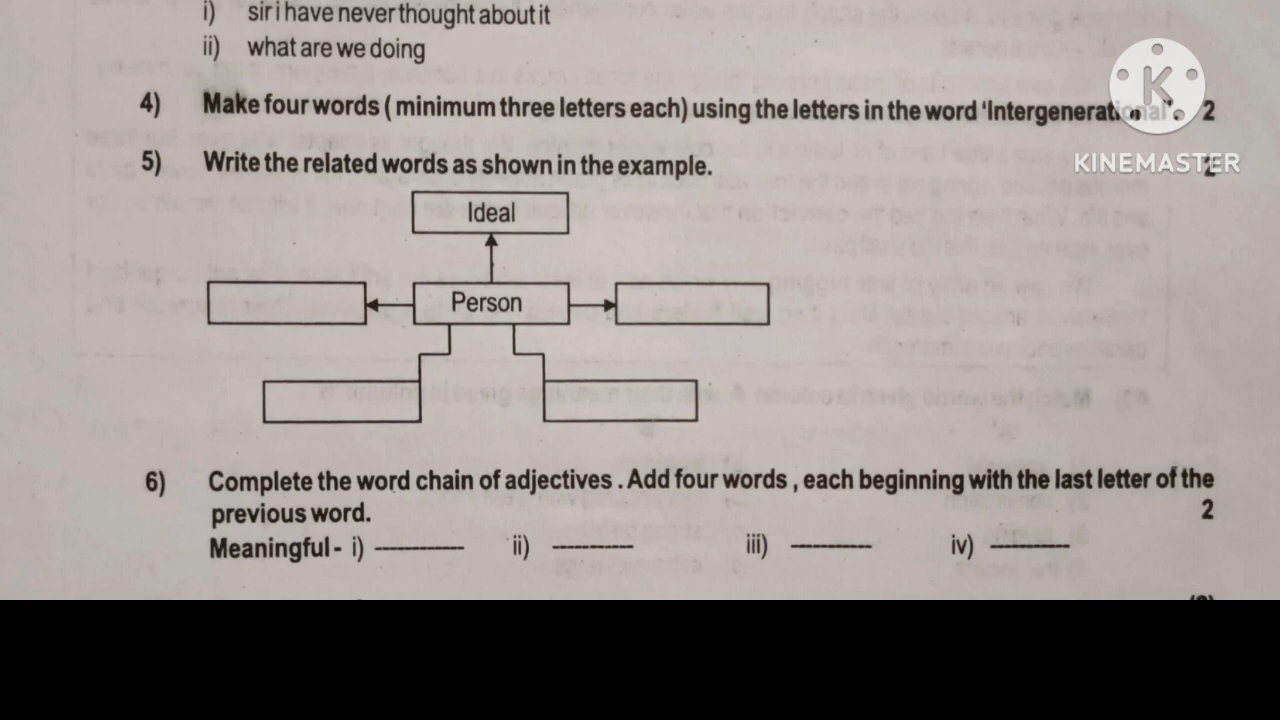 i) sir i have never thought about it
ii) what are we doing
4) Make four words ( minimum three letters each) using the letters in the word 'Intergenerational'. 2
KINEMASTER
5) Write the related words as shown in the example. 2
Ideal
Person
6) Complete the word chain of adjectives . Add four words , each beginning with the last letter of the
previous word. 2
Meaningful - i) ---------- ii) ---------- iii) ---------- iv) ----------